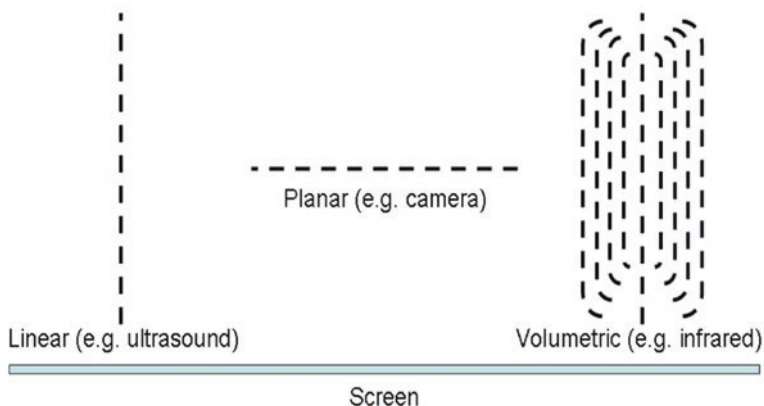 Planar (e.g. camera)
Linear (e.g. ultrasound)
Volumetric (e.g. infrared)
Screen